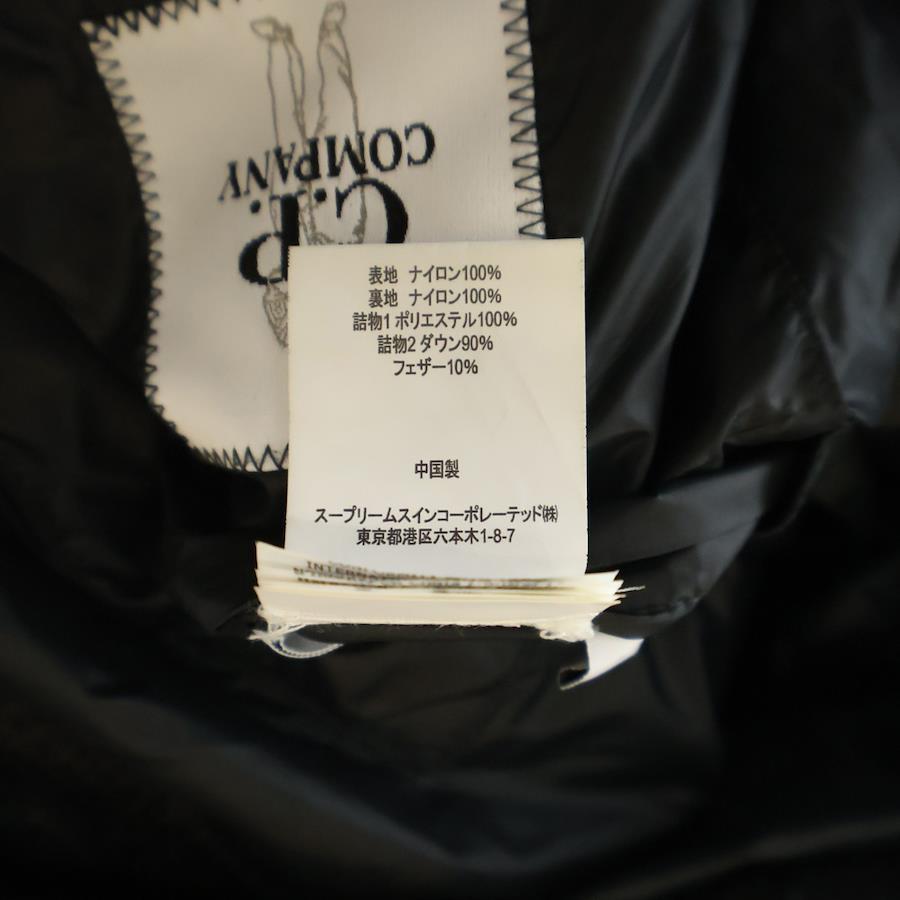 C.P.
COMPANY
表地 ナイロン100%
裏地 ナイロン100%
詰物1 ポリエステル100%
詰物2 ダウン90%
フェザー10%
中国製
スープリームスインコーポレーテッド㈱
東京都港区六本木1-8-7